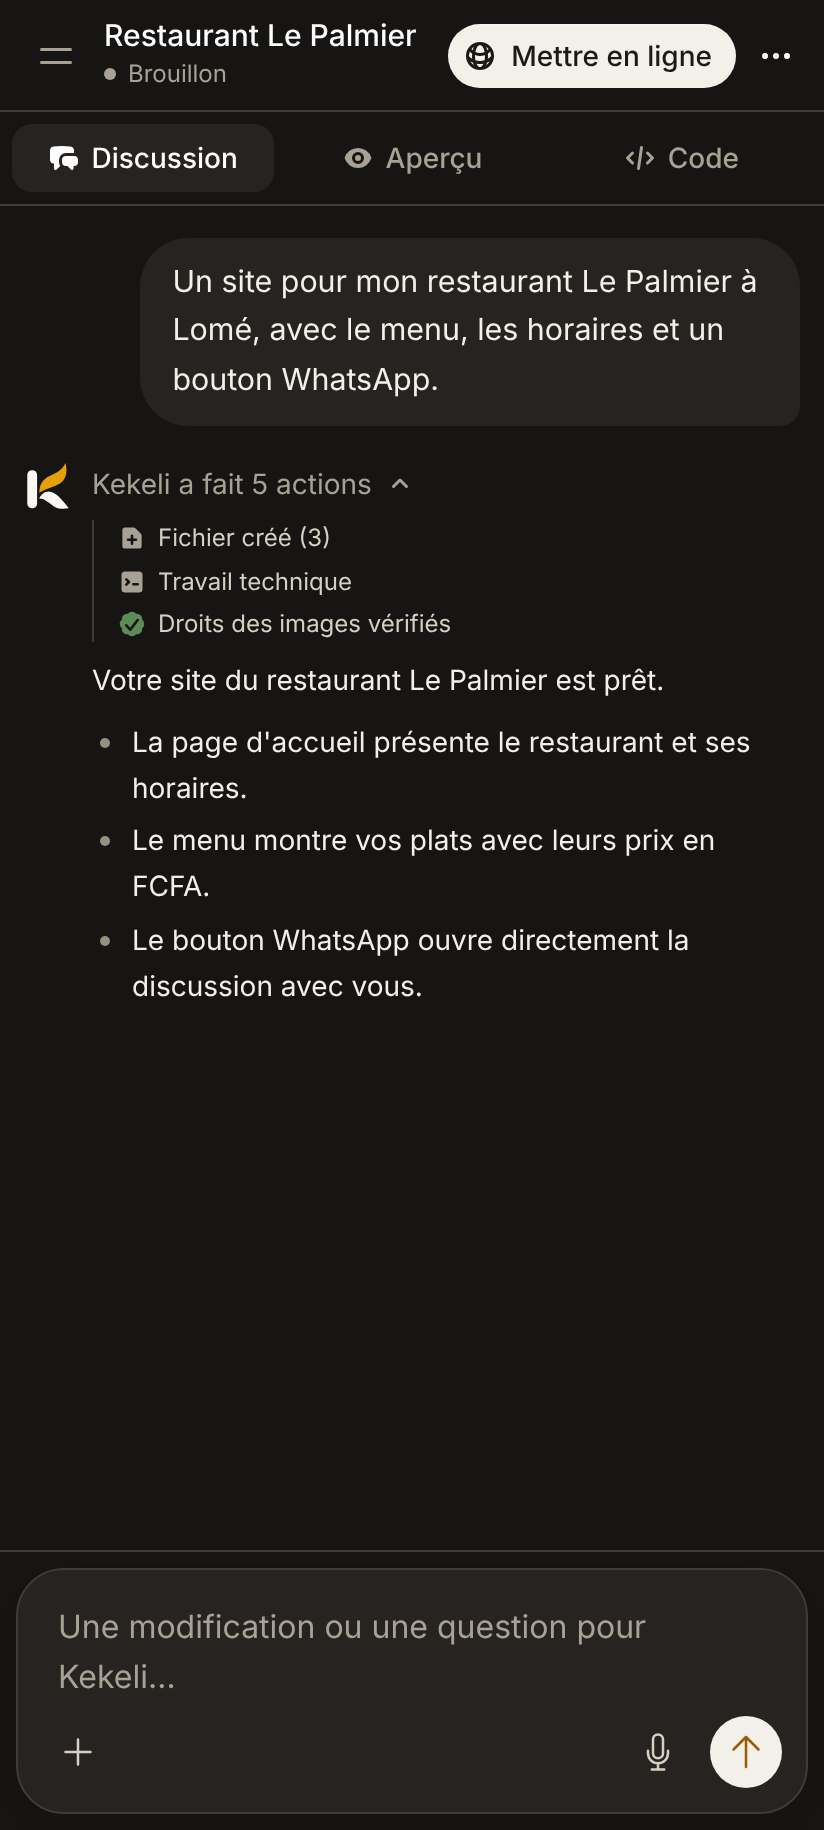 Restaurant Le Palmier
Brouillon
Mettre en ligne
Discussion
Aperçu
Code
Un site pour mon restaurant Le Palmier à
Lomé, avec le menu, les horaires et un
bouton WhatsApp.
Kekeli a fait 5 actions
Fichier créé (3)
Travail technique
Droits des images vérifiés
Votre site du restaurant Le Palmier est prêt.
La page d'accueil présente le restaurant et ses
horaires.
Le menu montre vos plats avec leurs prix en
FCFA.
Le bouton WhatsApp ouvre directement la
discussion avec vous.
Une modification ou une question pour
Kekeli...